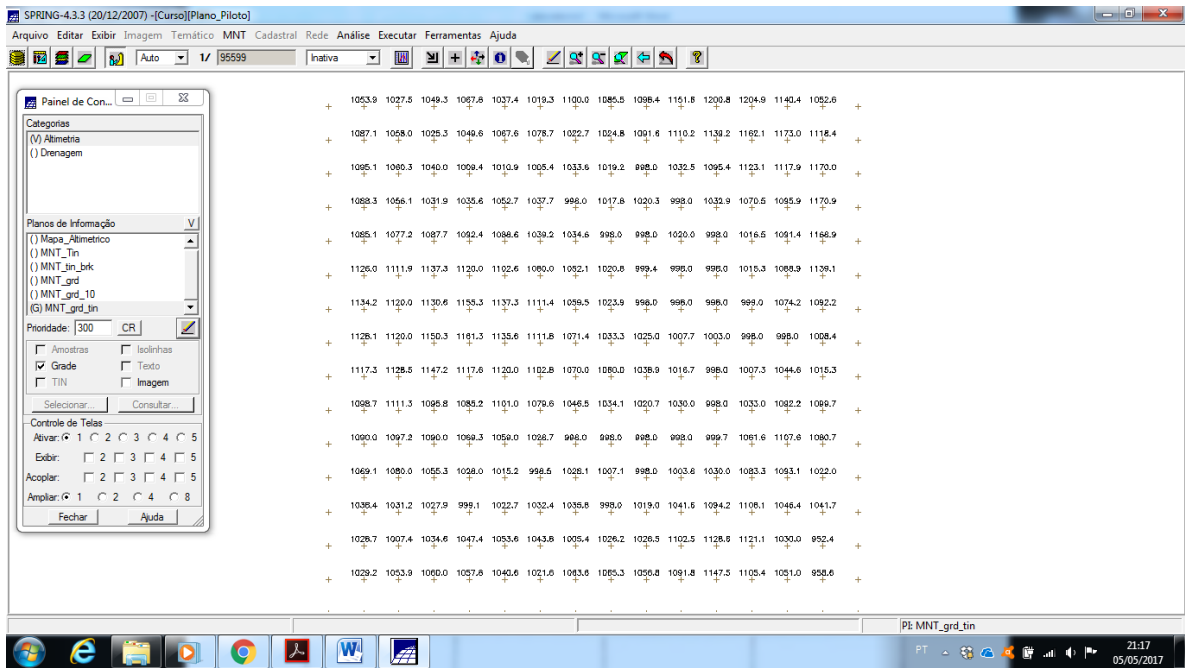 SPRING-4.3.3 (20/12/2007) -[Curso][Plano_Piloto]
Arquivo Editar Exibir Imagem Temático MNT Cadastral Rede Análise Executar Ferramentas Ajuda
Auto 1/ 95599 Inativa
Painel de Con...
Categorias
(V) Altimetria
() Drenagem
Planos de Informação V
() Mapa_Altimetrico
() MNT_Tin
() MNT_tin_brk
() MNT_grd
() MNT_grd_10
(G) MNT_grd_tin
Prioridade: 300 CR
Amostras Isolinhas
Grade Texto
TIN Imagem
Selecionar... Consultar...
Controle de Telas
Ativar: 1 2 3 4 5
Exibir: 2 3 4 5
Acoplar: 2 3 4 5
Ampliar: 1 2 4 8
Fechar Ajuda
1053.9 1027.5 1049.3 1067.8 1037.4 1019.3 1100.0 1085.5 1098.4 1151.8 1200.8 1204.9 1140.4 1052.6
1087.1 1058.0 1025.3 1049.6 1067.6 1078.7 1022.7 1024.8 1091.6 1110.2 1139.2 1162.1 1173.0 1118.4
1095.1 1060.3 1040.0 1009.4 1010.9 1005.4 1033.6 1019.2 998.0 1032.5 1095.4 1123.1 1117.9 1170.0
1088.3 1056.1 1031.9 1035.6 1052.7 1037.7 998.0 1017.8 1020.3 998.0 1032.9 1070.5 1095.9 1170.9
1085.1 1077.2 1087.7 1092.4 1088.6 1039.2 1034.6 998.0 998.0 1020.0 998.0 1016.5 1091.4 1168.9
1126.0 1111.9 1137.3 1120.0 1102.6 1080.0 1082.1 1020.8 999.4 998.0 998.0 1018.3 1088.9 1139.1
1134.2 1120.0 1130.6 1155.3 1137.3 1111.4 1059.5 1023.9 998.0 998.0 998.0 999.0 1074.2 1092.2
1128.1 1120.0 1150.3 1161.3 1135.6 1111.8 1071.4 1033.3 1025.0 1007.7 1003.0 998.0 998.0 1008.4
1117.3 1128.5 1147.2 1117.6 1120.0 1102.8 1070.0 1080.0 1038.9 1016.7 998.0 1007.3 1044.6 1015.3
1098.7 1111.3 1095.8 1085.2 1101.0 1079.6 1046.5 1034.1 1020.7 1030.0 998.0 1033.0 1092.2 1099.7
1090.0 1097.2 1090.0 1069.3 1059.0 1028.7 998.0 998.0 998.0 998.0 999.7 1061.6 1107.6 1080.7
1069.1 1080.0 1055.3 1028.0 1015.2 998.5 1028.1 1007.1 998.0 1003.6 1030.0 1083.3 1093.1 1022.0
1038.4 1031.2 1027.9 999.1 1022.7 1032.4 1035.8 998.0 1019.0 1041.6 1094.2 1108.1 1046.4 1041.7
1028.7 1007.4 1034.6 1047.4 1053.6 1043.8 1005.4 1026.2 1026.5 1102.5 1128.8 1121.1 1030.0 952.4
1029.2 1053.9 1060.0 1057.8 1040.6 1021.6 1083.6 1085.3 1056.8 1091.8 1147.5 1105.4 1051.0 958.6
PI: MNT_grd_tin
PT
21:17
05/05/2017